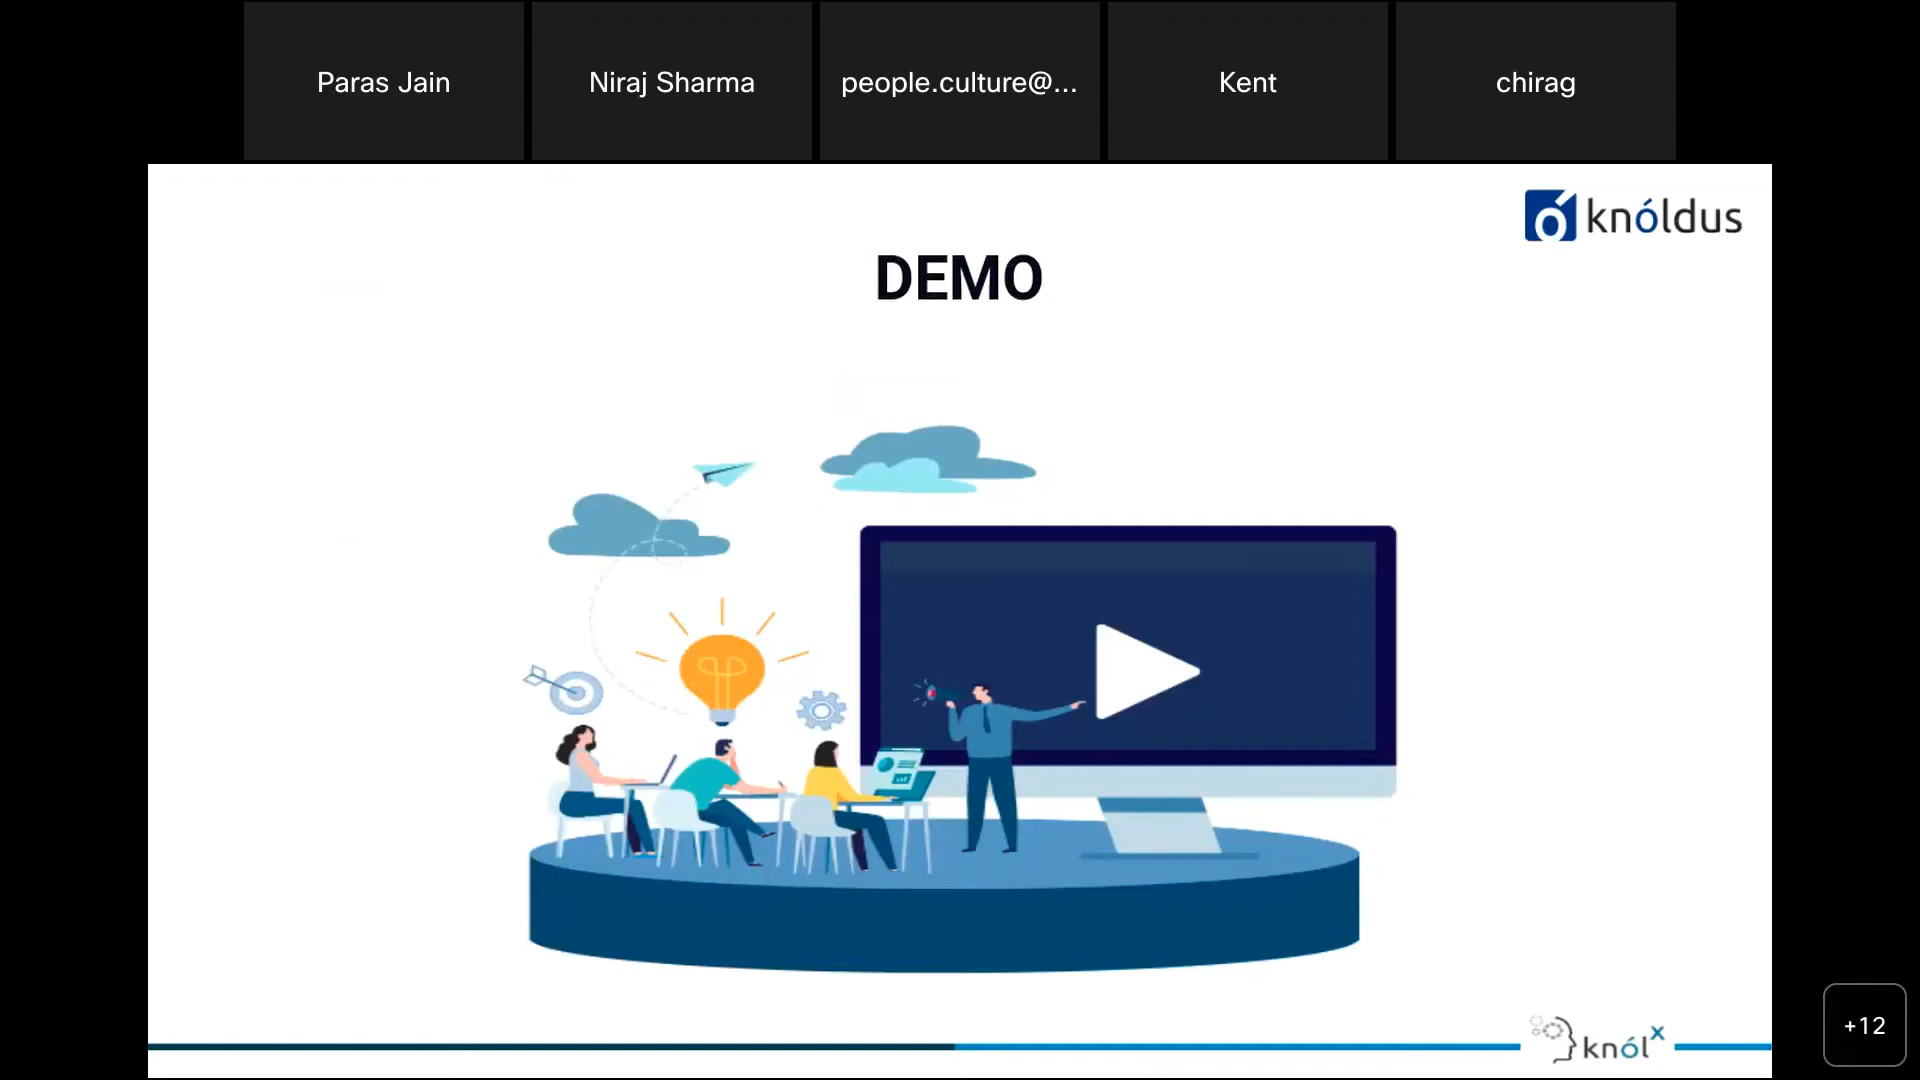 Paras Jain
Niraj Sharma
people.culture@...
Kent
chirag
knóldus
DEMO
knólx
+12